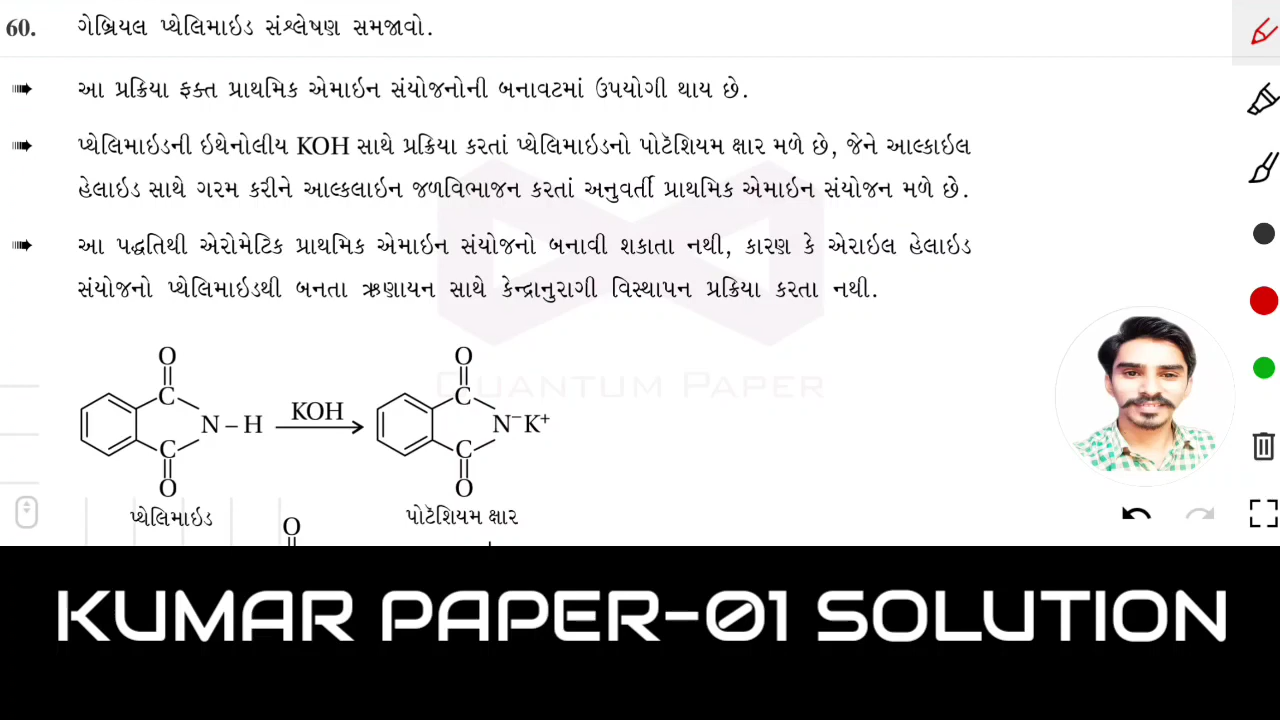 60. ગેબ્રિયલ પ્થેલિમાઇડ સંશ્લેષણ સમજાવો.
➠ આ પ્રક્રિયા ફક્ત પ્રાથમિક એમાઇન સંયોજનોની બનાવટમાં ઉપયોગી થાય છે.
➠ પ્થેલિમાઇડની ઇથેનોલીય KOH સાથે પ્રક્રિયા કરતાં પ્થેલિમાઇડનો પોટૅશિયમ ક્ષાર મળે છે, જેને આલ્કાઇલ
હેલાઇડ સાથે ગરમ કરીને આલ્કલાઇન જળવિભાજન કરતાં અનુવર્તી પ્રાથમિક એમાઇન સંયોજન મળે છે.
➠ આ પદ્ધતિથી એરોમેટિક પ્રાથમિક એમાઇન સંયોજનો બનાવી શકાતા નથી, કારણ કે એરાઇલ હેલાઇડ
સંયોજનો પ્થેલિમાઇડથી બનતા ઋણાયન સાથે કેન્દ્રાનુરાગી વિસ્થાપન પ્રક્રિયા કરતા નથી.
QUANTUM PAPER
O O
C C
N – H KOH N⁻K⁺
C C
O O
પ્થેલિમાઇડ પોટૅશિયમ ક્ષાર
O
KUMAR PAPER-01 SOLUTION